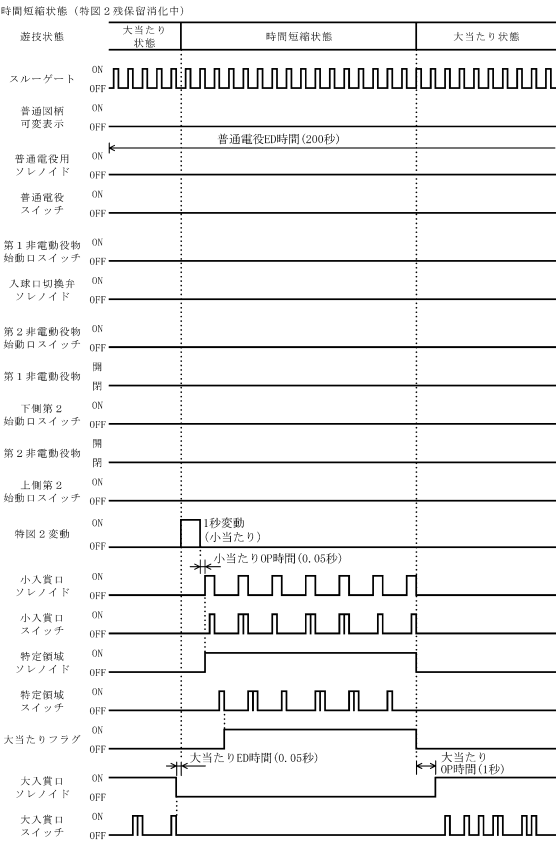 時間短縮状態（特図２残保留消化中）
遊技状態
大当たり
状態
時間短縮状態
大当たり状態
スルーゲート
ON
OFF
普通図柄
可変表示
ON
OFF
普通電役ED時間(200秒)
普通電役用
ソレノイド
ON
OFF
普通電役
スイッチ
ON
OFF
第１非電動役物
始動口スイッチ
ON
OFF
入球口切換弁
ソレノイド
ON
OFF
第２非電動役物
始動口スイッチ
ON
OFF
第１非電動役物
開
閉
下側第２
始動口スイッチ
ON
OFF
第２非電動役物
開
閉
上側第２
始動口スイッチ
ON
OFF
特図２変動
ON
OFF
1秒変動
(小当たり)
小当たりOP時間(0.05秒)
小入賞口
ソレノイド
ON
OFF
小入賞口
スイッチ
ON
OFF
特定領域
ソレノイド
ON
OFF
特定領域
スイッチ
ON
OFF
大当たりフラグ
ON
OFF
大当たりED時間(0.05秒)
大当たり
OP時間(1秒)
大入賞口
ソレノイド
ON
OFF
大入賞口
スイッチ
ON
OFF